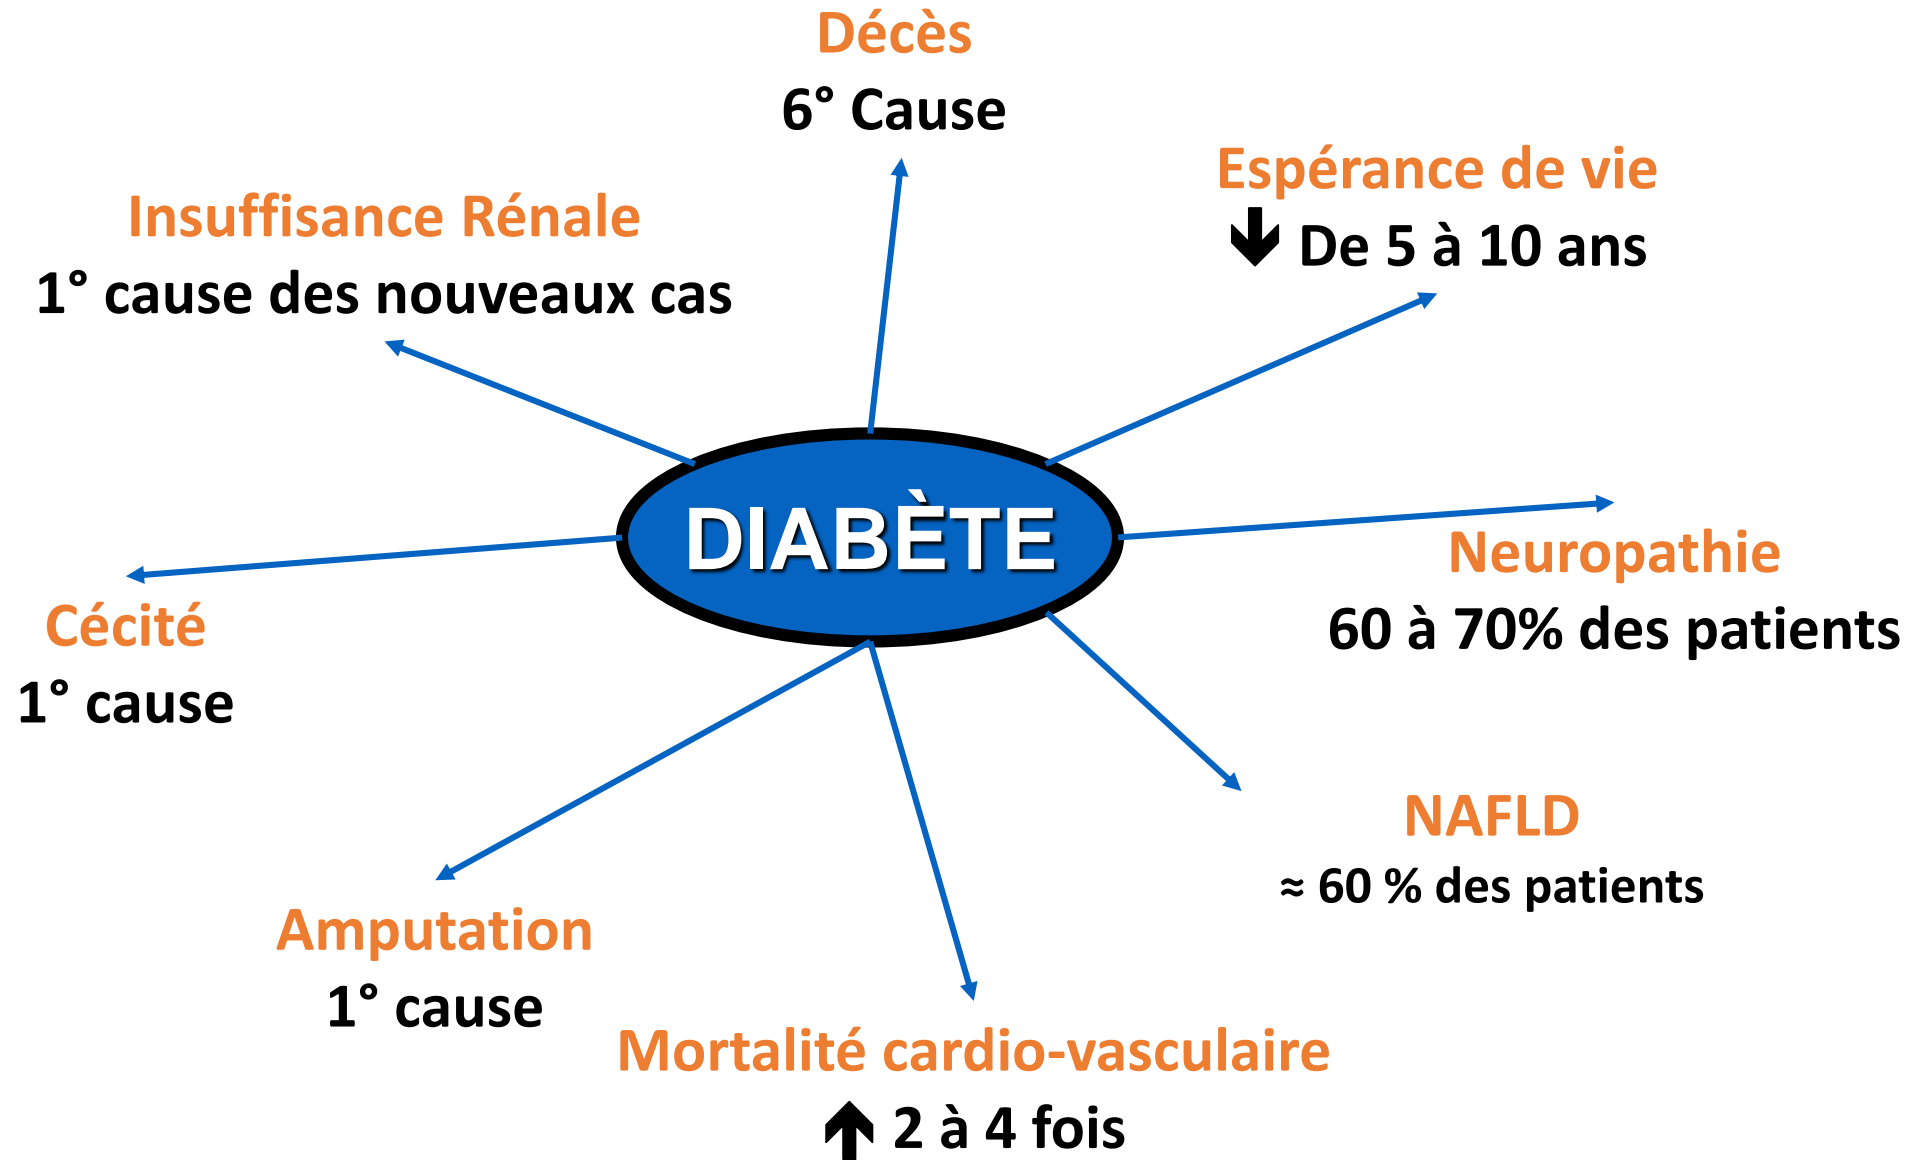 Décès
6° Cause
Espérance de vie
🡻 De 5 à 10 ans
Insuffisance Rénale
1° cause des nouveaux cas
DIABÈTE
Neuropathie
60 à 70% des patients
Cécité
1° cause
NAFLD
≈ 60 % des patients
Amputation
1° cause
Mortalité cardio-vasculaire
🡹 2 à 4 fois